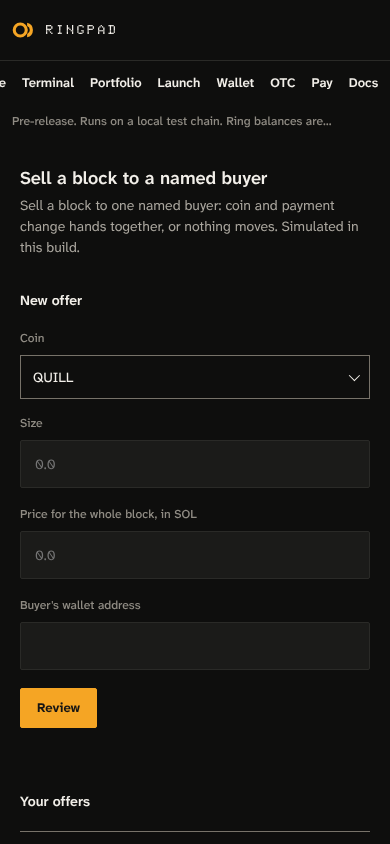 RINGPAD
e Terminal Portfolio Launch Wallet OTC Pay Docs
Pre-release. Runs on a local test chain. Ring balances are...
Sell a block to a named buyer
Sell a block to one named buyer: coin and payment
change hands together, or nothing moves. Simulated in
this build.
New offer
Coin
QUILL
Size
0.0
Price for the whole block, in SOL
0.0
Buyer's wallet address
Review
Your offers